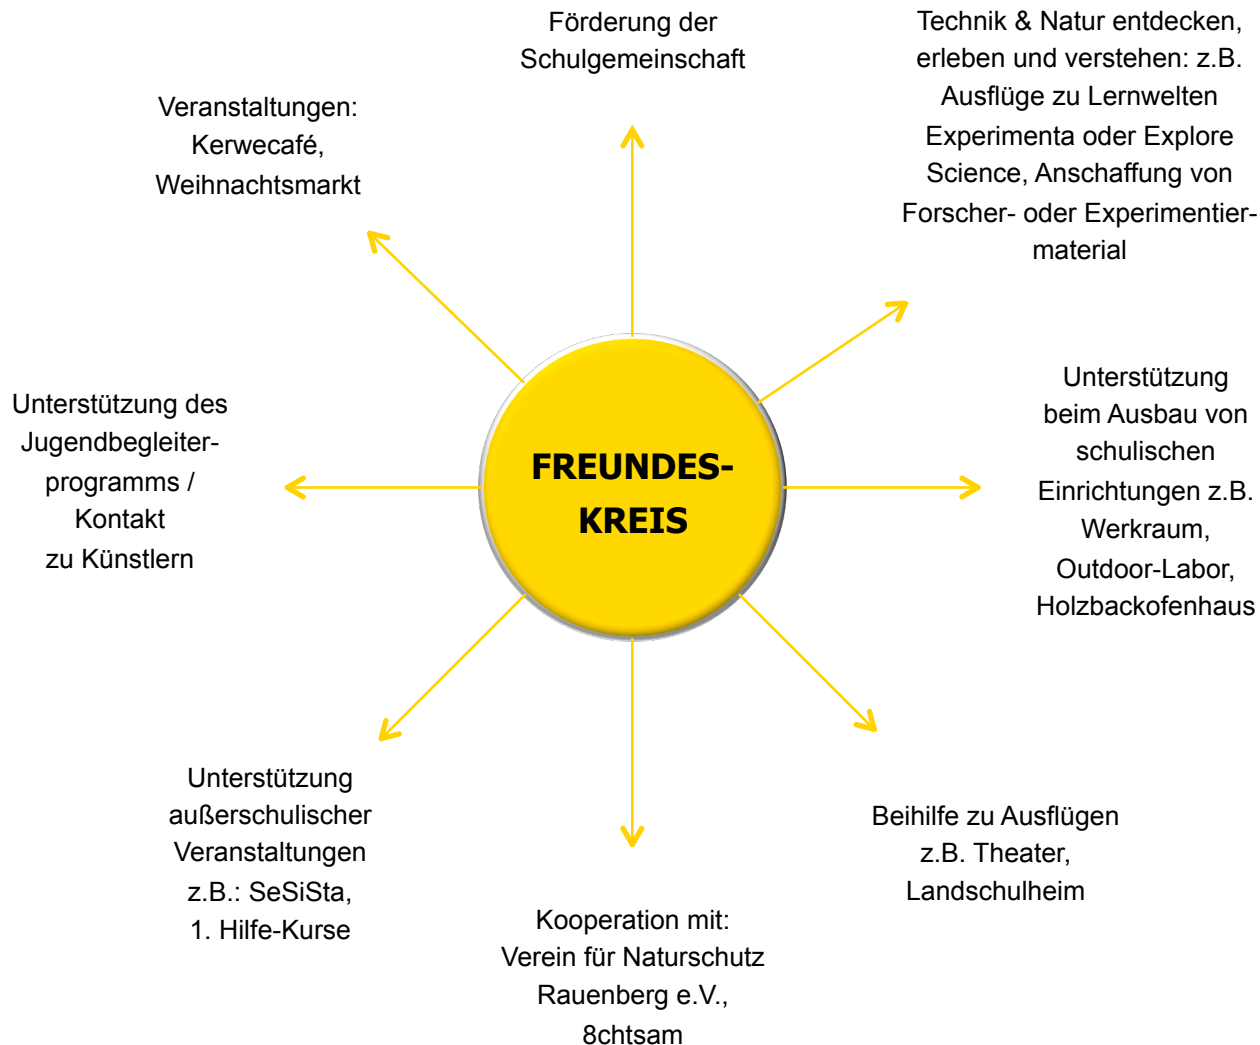 Förderung der
Schulgemeinschaft
Technik & Natur entdecken,
erleben und verstehen: z.B.
Ausflüge zu Lernwelten
Experimenta oder Explore
Science, Anschaffung von
Forscher- oder Experimentier-
material
Veranstaltungen:
Kerwecafé,
Weihnachtsmarkt
Unterstützung
beim Ausbau von
schulischen
Einrichtungen z.B.
Werkraum,
Outdoor-Labor,
Holzbackofenhaus
Unterstützung des
Jugendbegleiter-
programms /
Kontakt
zu Künstlern
FREUNDES-
KREIS
Unterstützung
außerschulischer
Veranstaltungen
z.B.: SeSiSta,
1. Hilfe-Kurse
Beihilfe zu Ausflügen
z.B. Theater,
Landschulheim
Kooperation mit:
Verein für Naturschutz
Rauenberg e.V.,
8chtsam